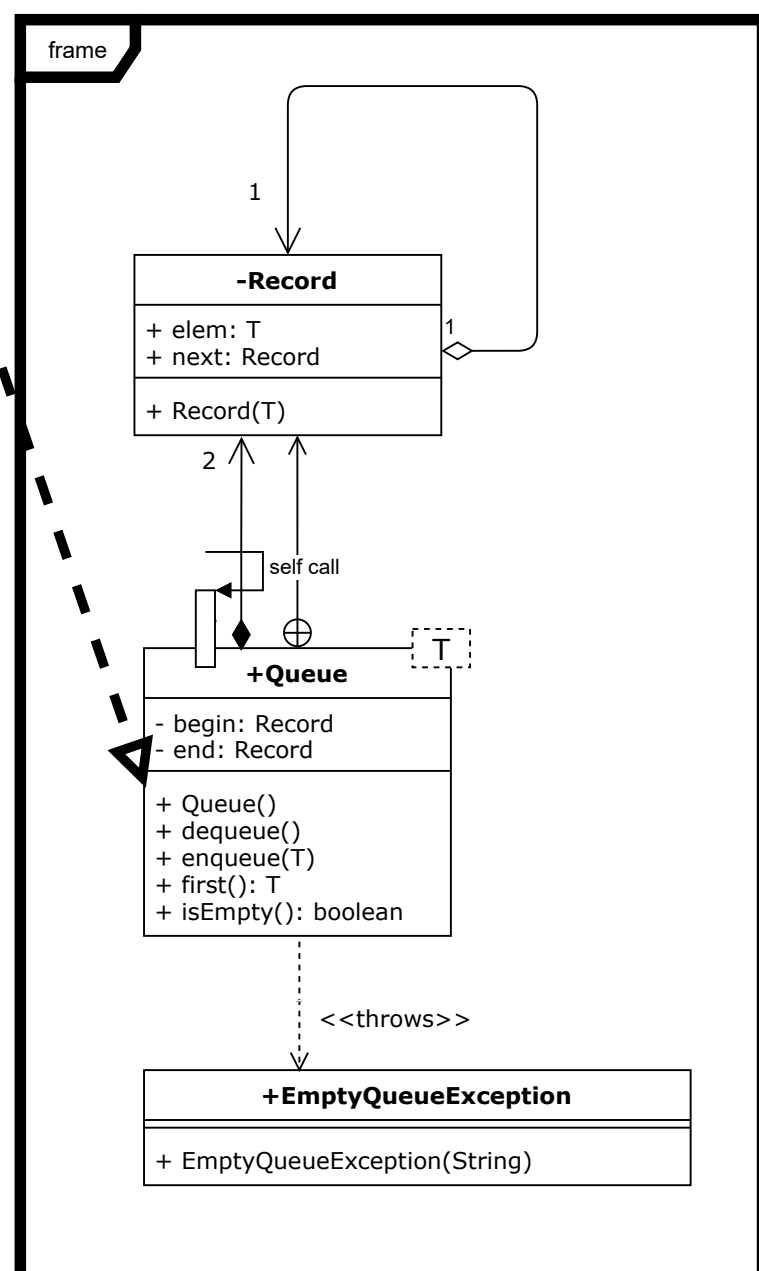 frame
1
-Record
1
+ elem: T
+ next: Record
+ Record(T)
2
self call
T
+Queue
- begin: Record
- end: Record
+ Queue()
+ dequeue()
+ enqueue(T)
+ first(): T
+ isEmpty(): boolean
<<throws>>
+EmptyQueueException
+ EmptyQueueException(String)